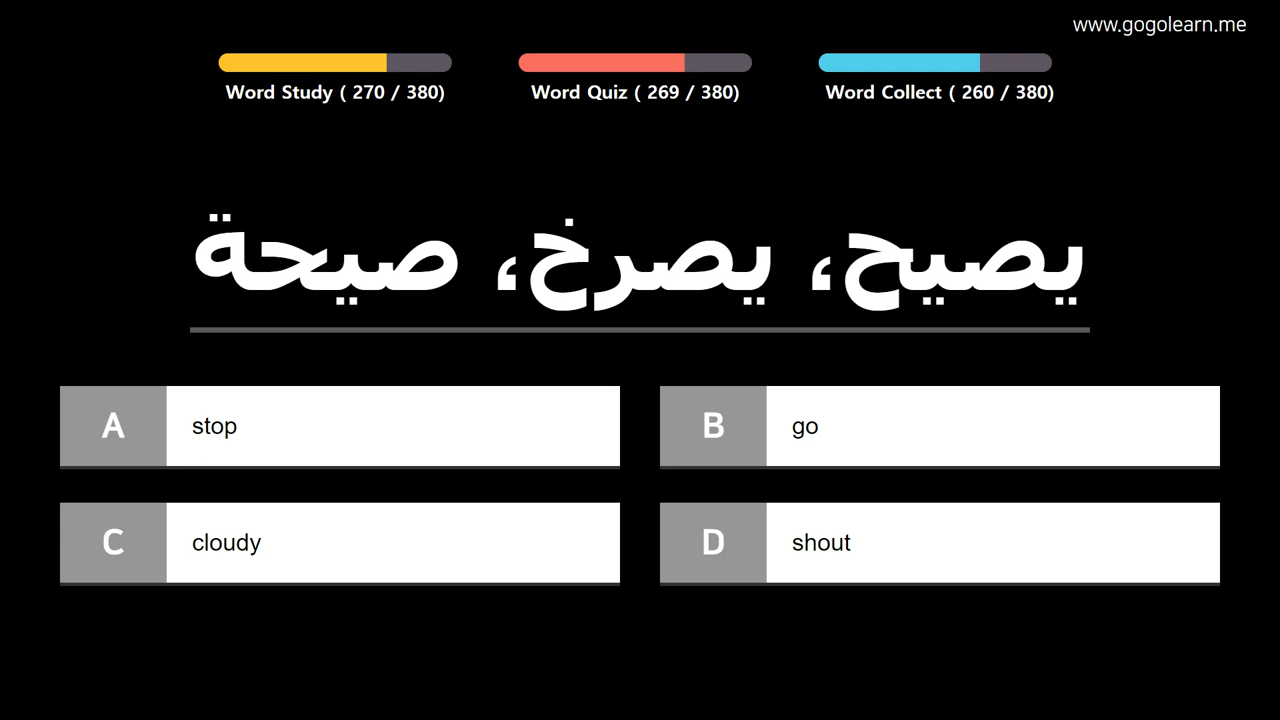 www.gogolearn.me
Word Study ( 270 / 380)
Word Quiz ( 269 / 380)
Word Collect ( 260 / 380)
يصيح، يصرخ، صيحة
A stop
B go
C cloudy
D shout